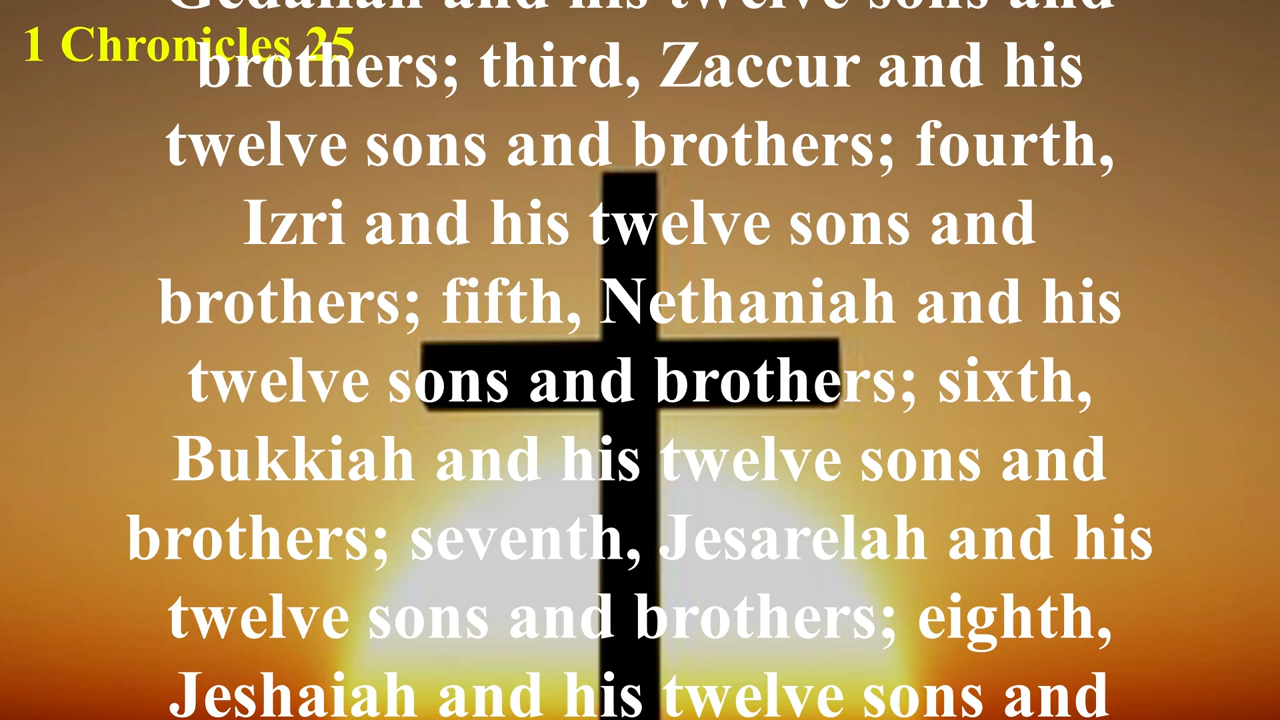 Gedaliah and his twelve sons and
1 Chronicles 25
brothers; third, Zaccur and his
twelve sons and brothers; fourth,
Izri and his twelve sons and
brothers; fifth, Nethaniah and his
twelve sons and brothers; sixth,
Bukkiah and his twelve sons and
brothers; seventh, Jesarelah and his
twelve sons and brothers; eighth,
Jeshaiah and his twelve sons and